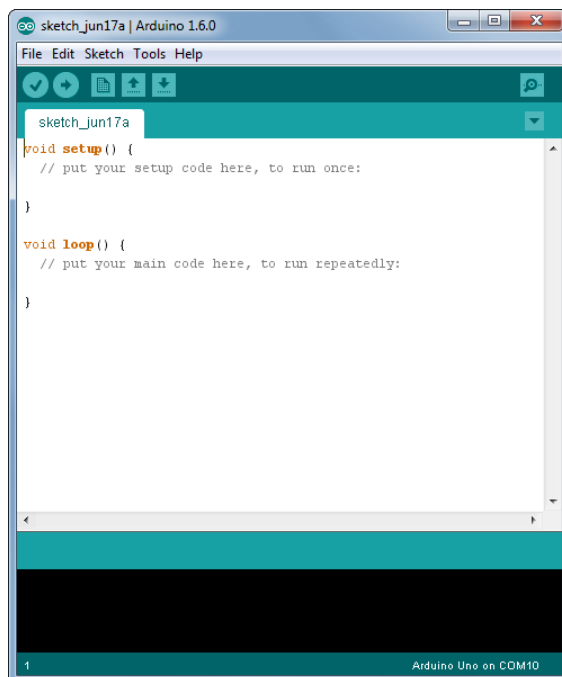 sketch_jun17a | Arduino 1.6.0
File Edit Sketch Tools Help
sketch_jun17a
void setup() {
  // put your setup code here, to run once:

}

void loop() {
  // put your main code here, to run repeatedly:

}
1
Arduino Uno on COM10